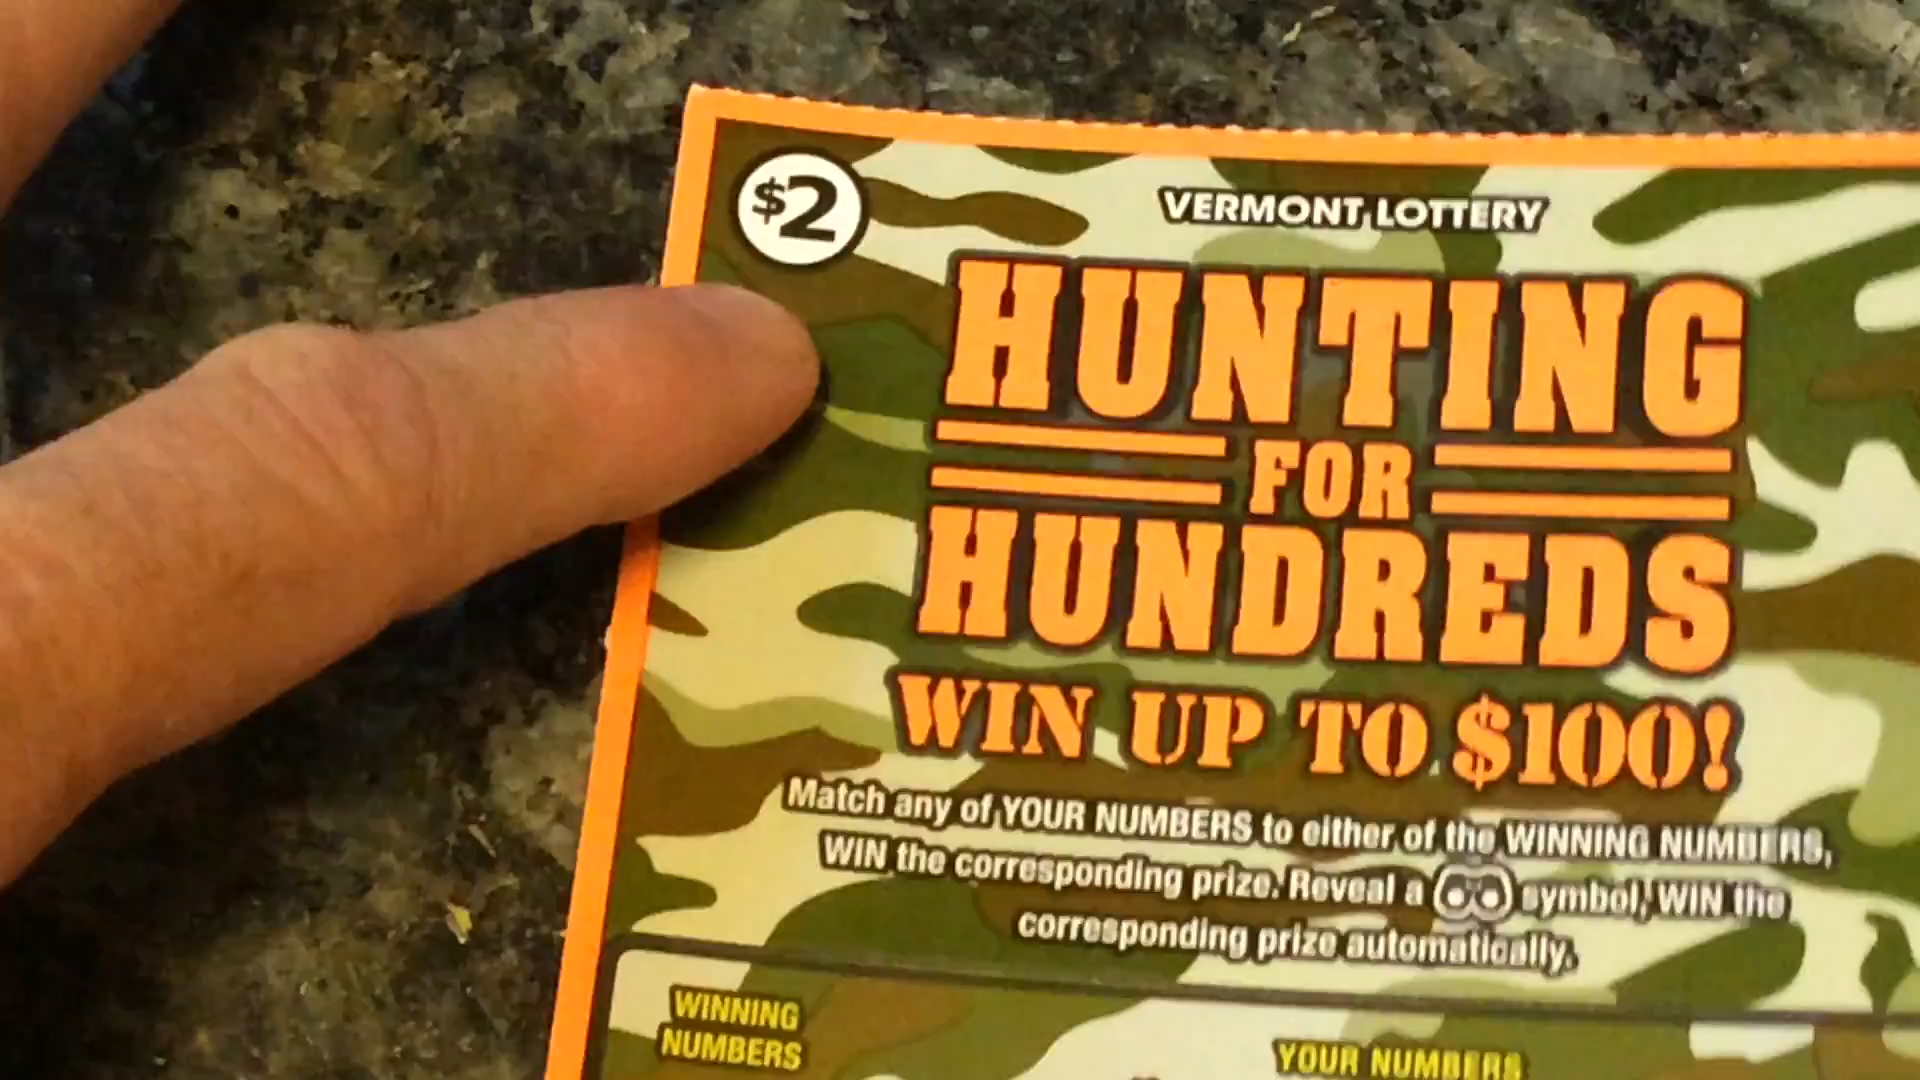 $2
VERMONT LOTTERY
HUNTING
FOR
HUNDREDS
WIN UP TO $100!
Match any of YOUR NUMBERS to either of the WINNING NUMBERS,
WIN the corresponding prize. Reveal a symbol, WIN the
corresponding prize automatically.
WINNING
NUMBERS
YOUR NUMBERS